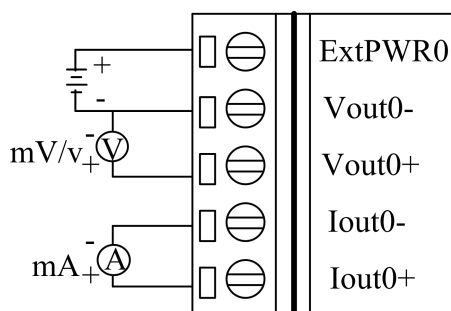 + ExtPWR0
-
Vout0-
-
mV/v + V Vout0+
- Iout0-
mA + A Iout0+